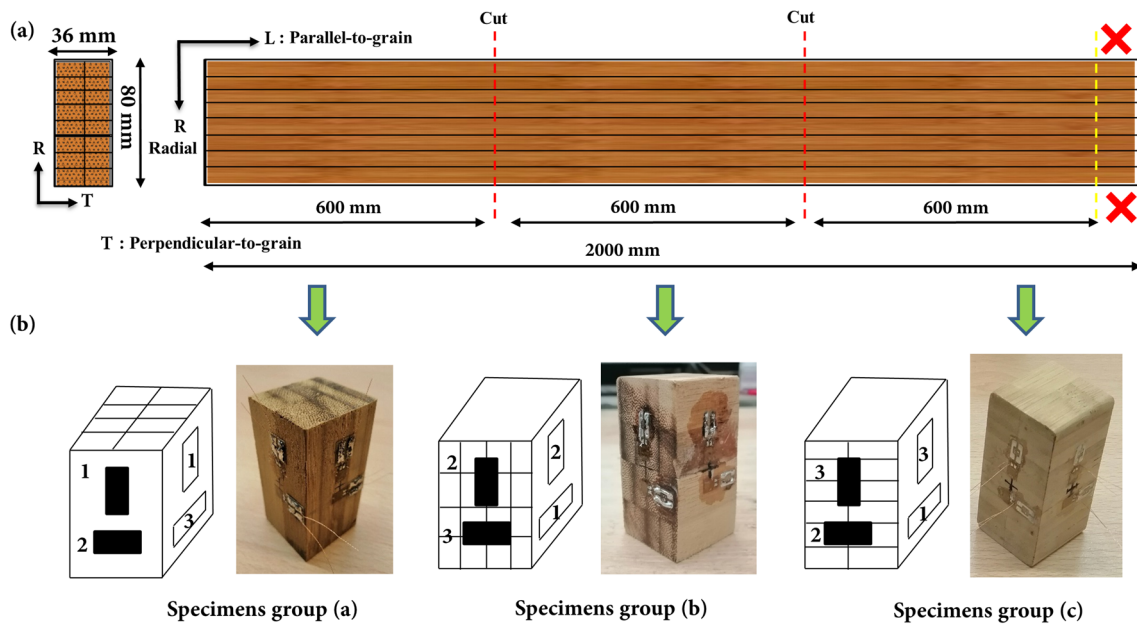 (a)
36 mm
80 mm
R
T
L : Parallel-to-grain
R
Radial
Cut
Cut
600 mm
600 mm
600 mm
T : Perpendicular-to-grain
2000 mm
(b)
1
2
1
3
2
3
2
1
3
2
3
1
Specimens group (a)
Specimens group (b)
Specimens group (c)